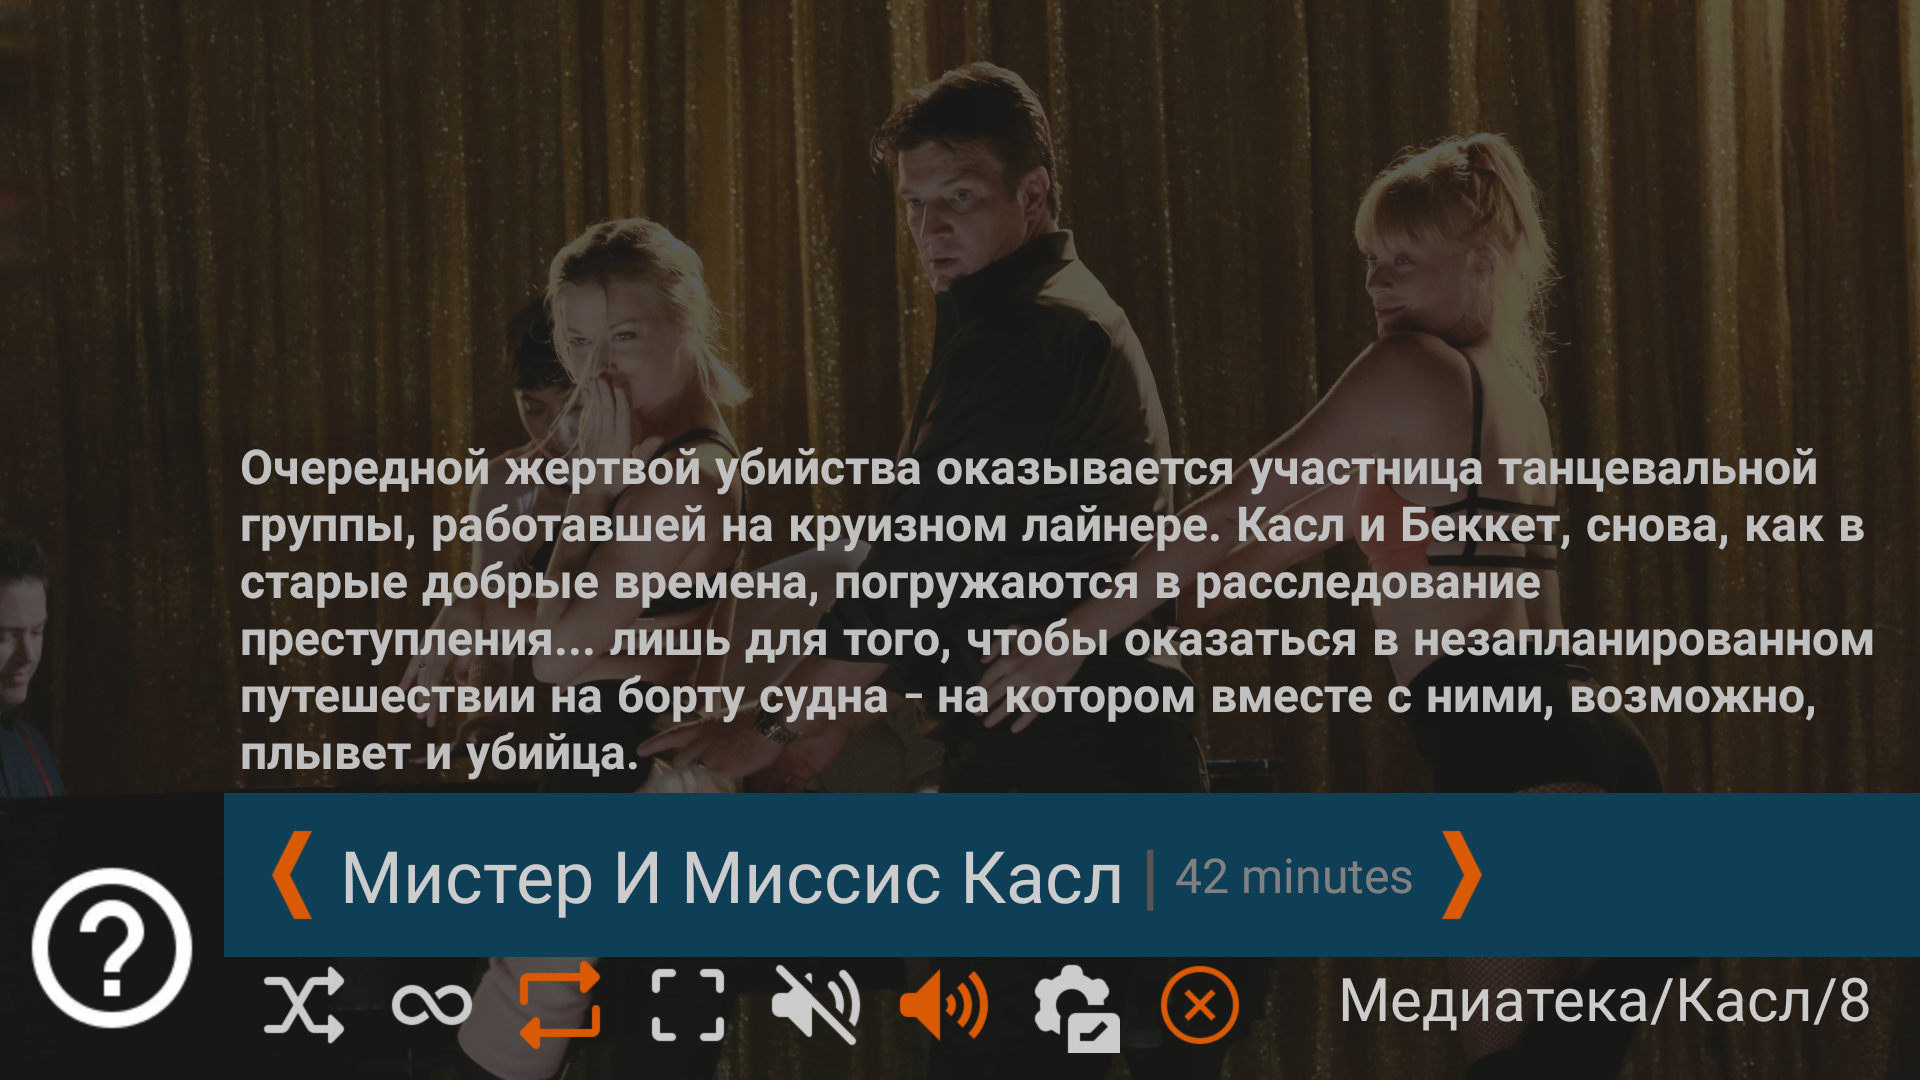 Очередной жертвой убийства оказывается участница танцевальной
группы, работавшей на круизном лайнере. Касл и Беккет, снова, как в
старые добрые времена, погружаются в расследование
преступления... лишь для того, чтобы оказаться в незапланированном
путешествии на борту судна - на котором вместе с ними, возможно,
плывет и убийца.
Мистер И Миссис Касл | 42 minutes
Медиатека/Касл/8